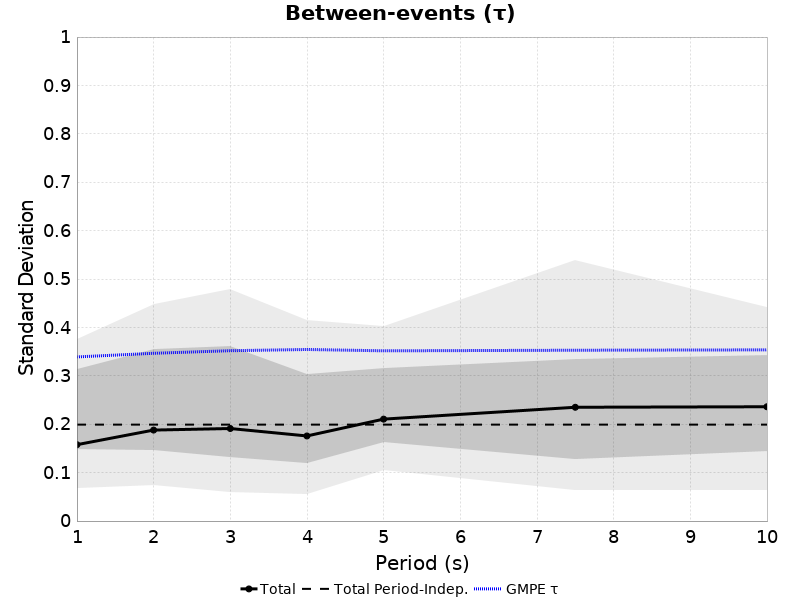 Between-events (τ)
Standard Deviation
1
0.9
0.8
0.7
0.6
0.5
0.4
0.3
0.2
0.1
0
1 2 3 4 5 6 7 8 9 10
Period (s)
Total Total Period-Indep. GMPE τ